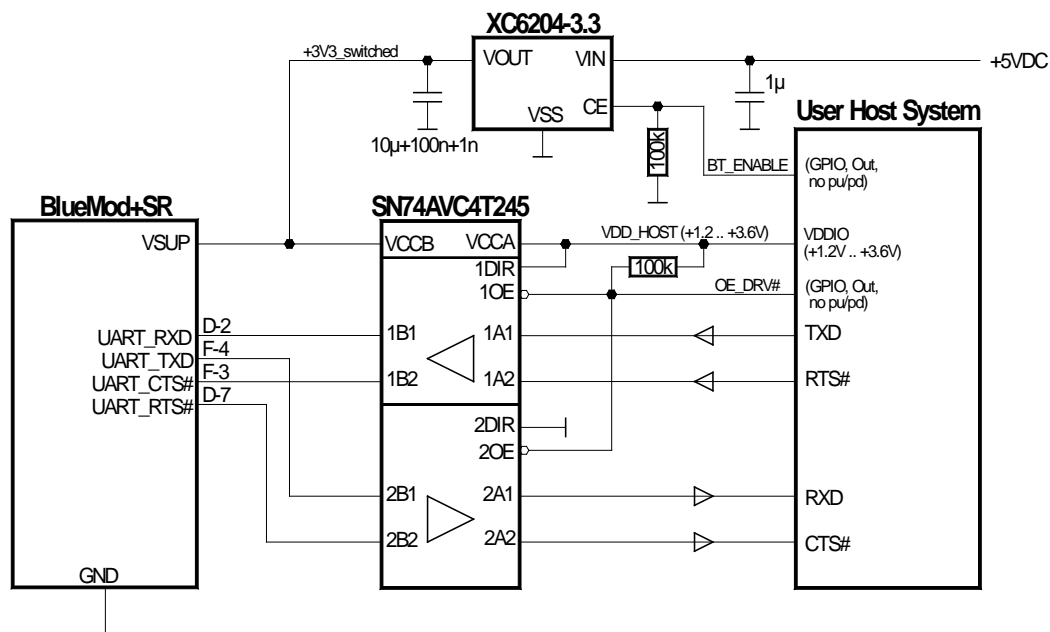 XC6204-3.3
+3V3_switched
VOUT
VIN
+5VDC
1µ
CE
VSS
10µ+100n+1n
100k
User Host System
BT_ENABLE
(GPIO, Out,
no pu/pd)
BlueMod+SR
SN74AVC4T245
VSUP
VCCB
VCCA
VDD_HOST (+1.2 .. +3.6V)
VDDIO
(+1.2V .. +3.6V)
1DIR
100k
1OE
OE_DRV#
(GPIO, Out,
no pu/pd)
UART_RXD
D-2
1B1
1A1
TXD
UART_TXD
F-4
UART_CTS#
F-3
1B2
1A2
RTS#
UART_RTS#
D-7
2DIR
2OE
2B1
2A1
RXD
2B2
2A2
CTS#
GND